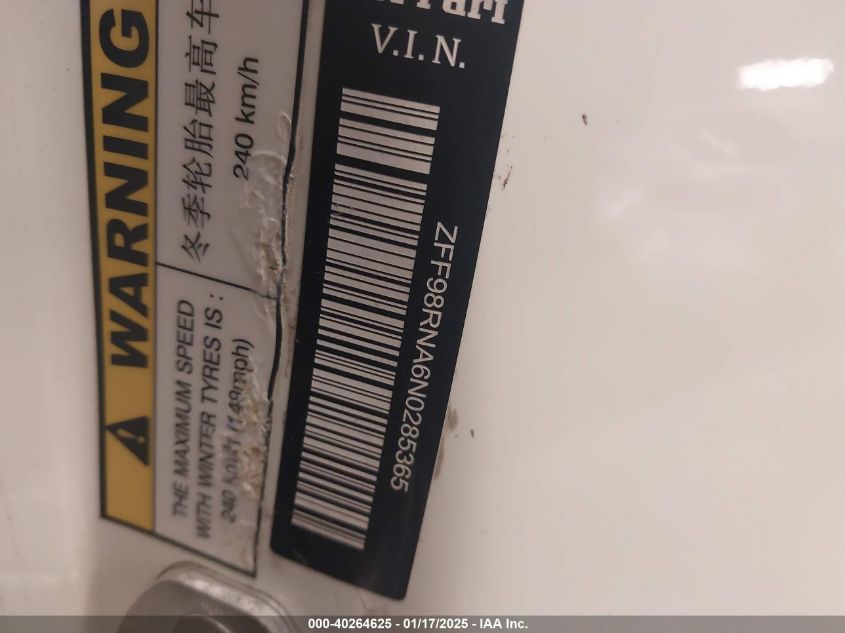 WARNING
冬季轮胎最高车
240 km/h
THE MAXIMUM SPEED
WITH WINTER TYRES IS :
240 km/h (149mph)
V.I.N.
ZFF98RNA6N0285365
000-40264625 - 01/17/2025 - IAA Inc.